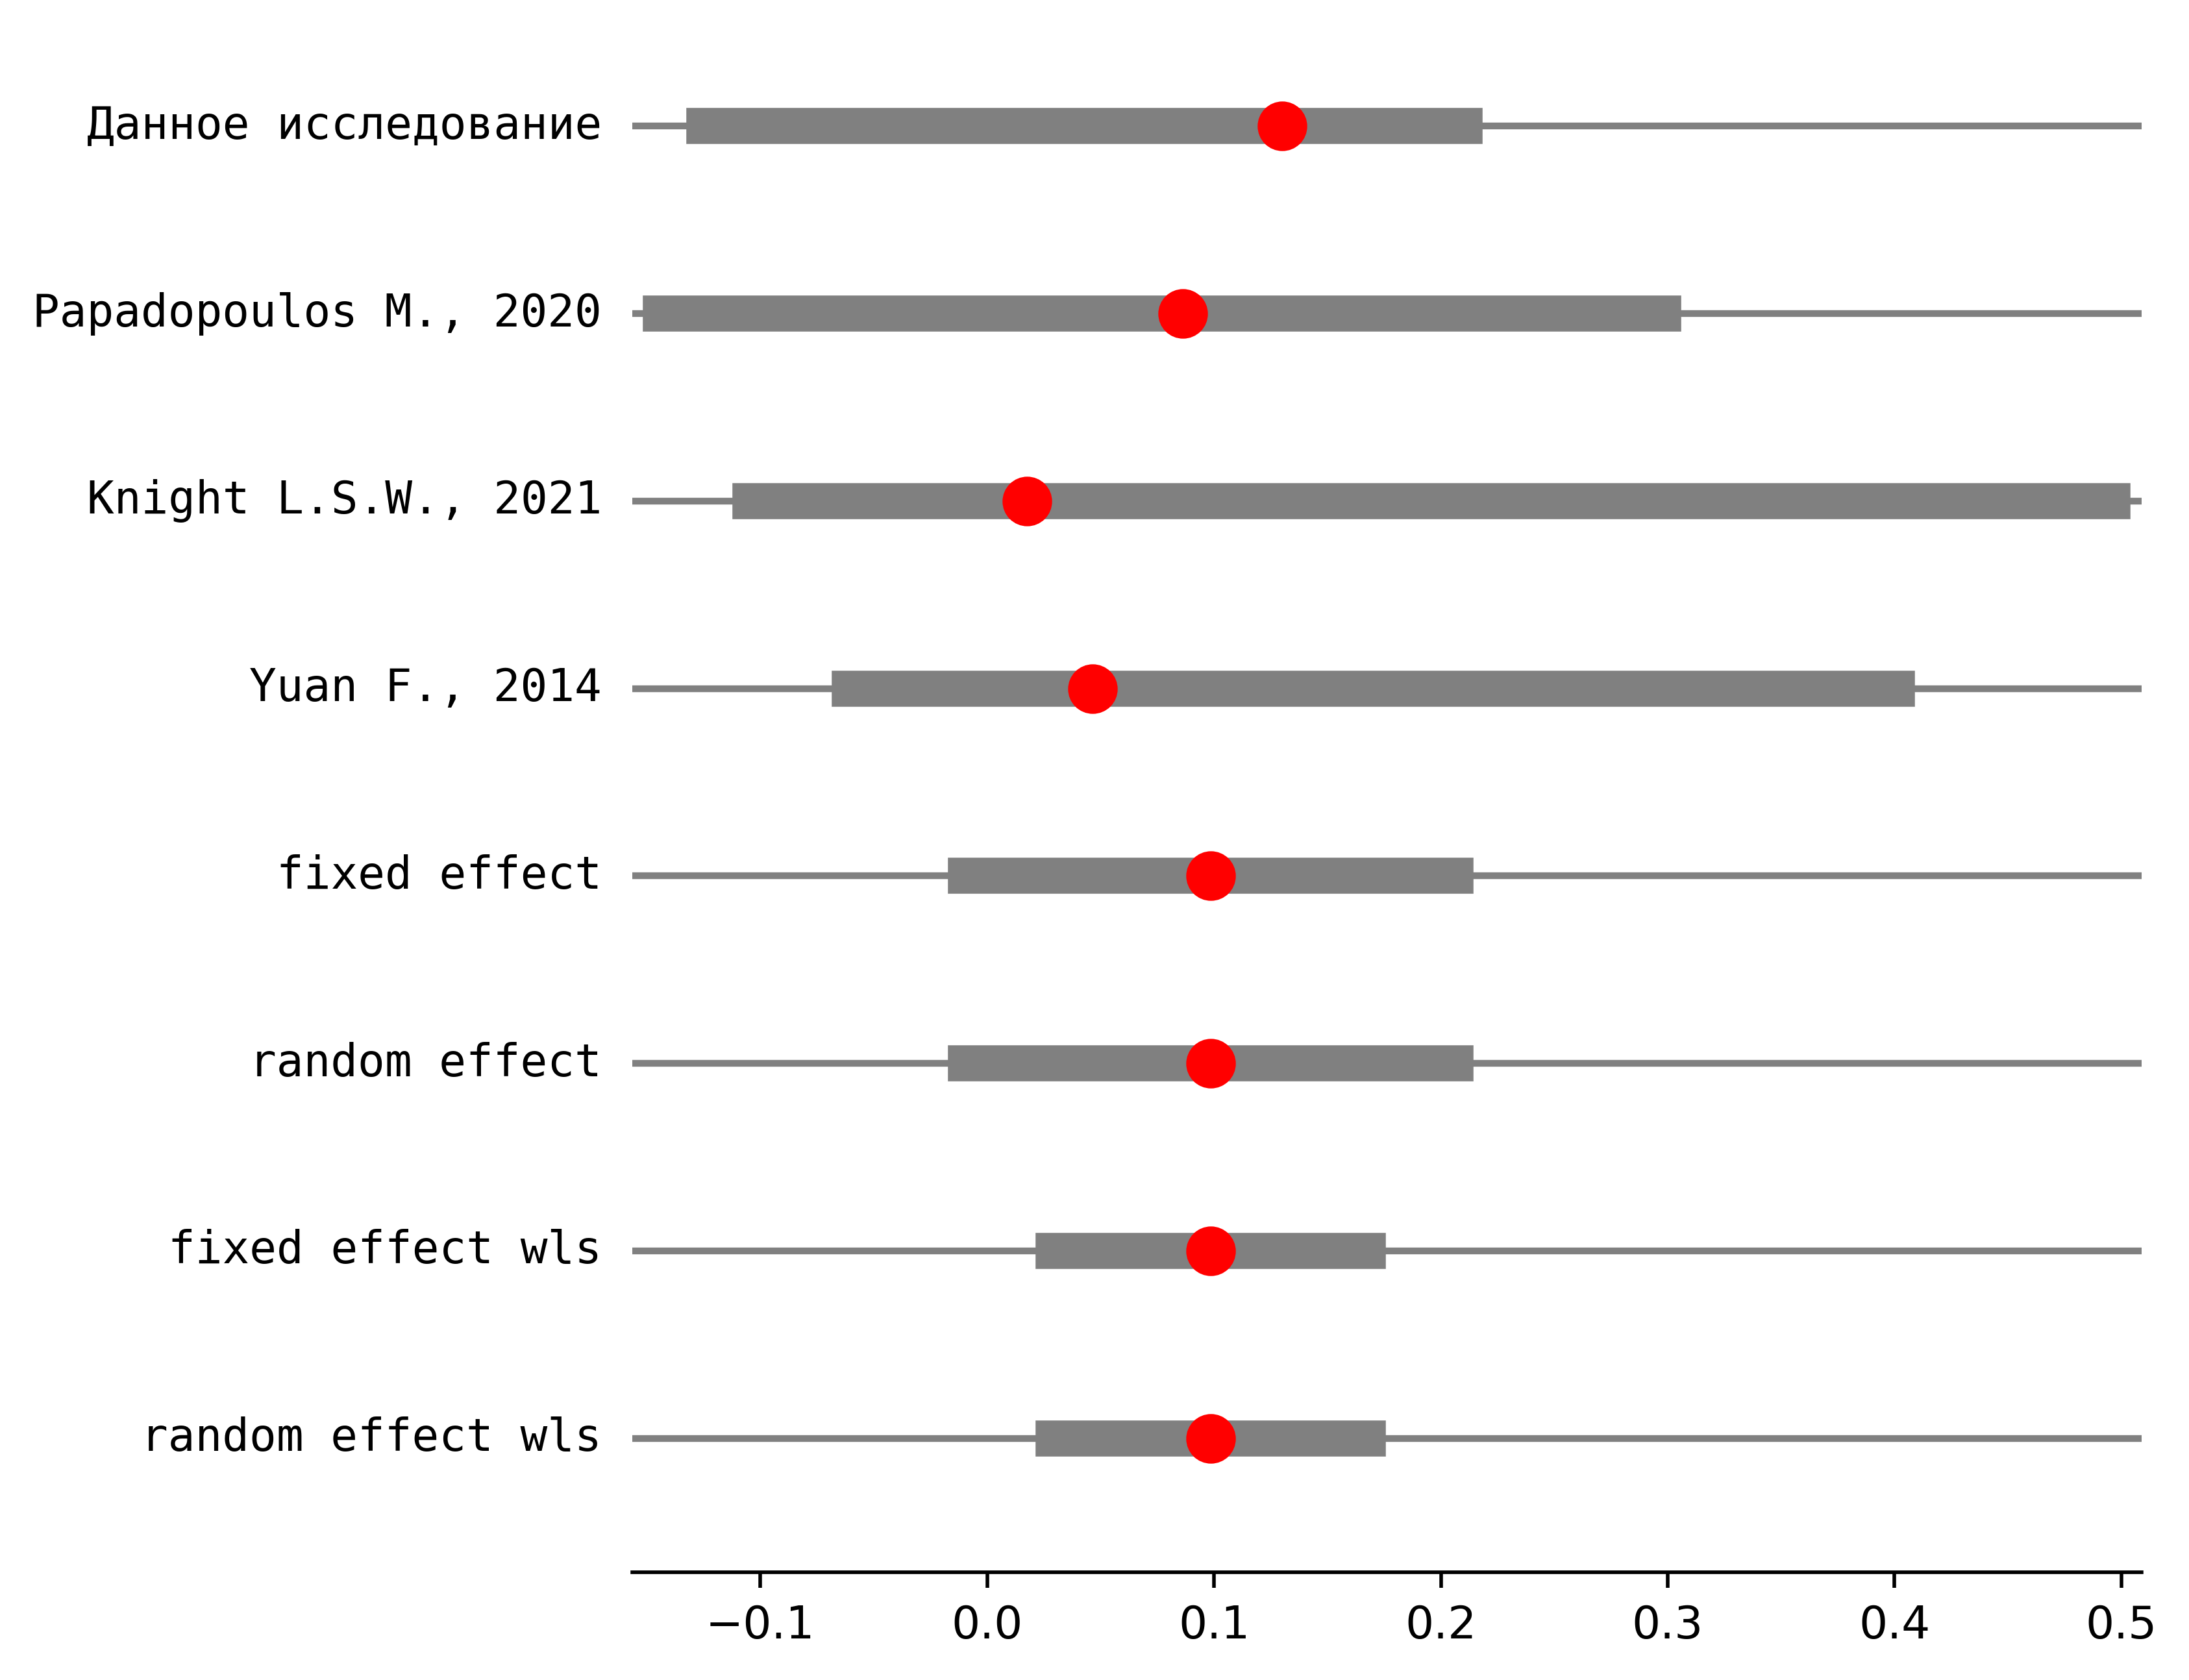 Данное исследование
Papadopoulos M., 2020
Knight L.S.W., 2021
Yuan F., 2014
fixed effect
random effect
fixed effect wls
random effect wls
−0.1 0.0 0.1 0.2 0.3 0.4 0.5